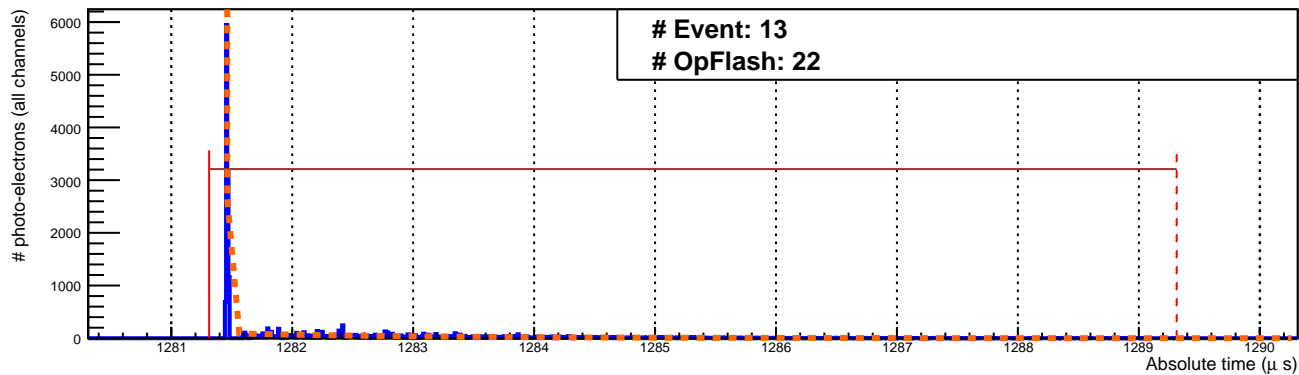 # Event: 13
# OpFlash: 22
# photo-electrons (all channels)
6000
5000
4000
3000
2000
1000
0
1281 1282 1283 1284 1285 1286 1287 1288 1289 1290
Absolute time (μ s)